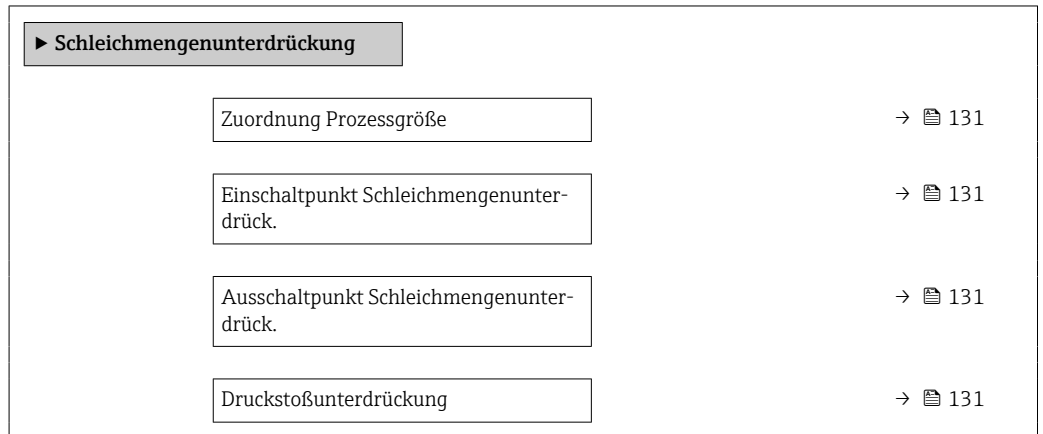 ▶ Schleichmengenunterdrückung
Zuordnung Prozessgröße → 131
Einschaltpunkt Schleichmengenunter- → 131
drück.
Ausschaltpunkt Schleichmengenunter- → 131
drück.
Druckstoßunterdrückung → 131